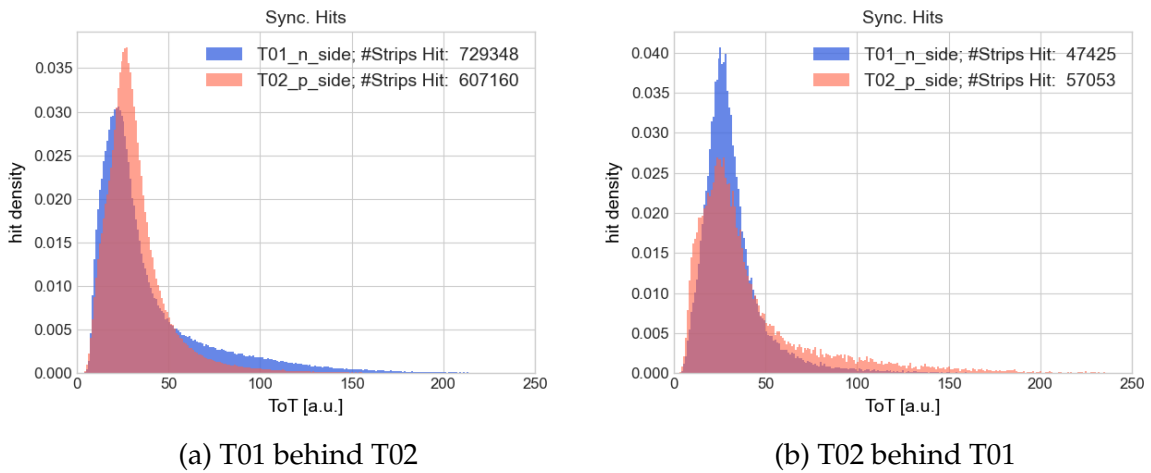 Sync. Hits
T01_n_side; #Strips Hit: 729348
T02_p_side; #Strips Hit: 607160
hit density
0.035
0.030
0.025
0.020
0.015
0.010
0.005
0.000
0 50 100 150 200 250
ToT [a.u.]
(a) T01 behind T02
Sync. Hits
T01_n_side; #Strips Hit: 47425
T02_p_side; #Strips Hit: 57053
hit density
0.040
0.035
0.030
0.025
0.020
0.015
0.010
0.005
0.000
0 50 100 150 200 250
ToT [a.u.]
(b) T02 behind T01